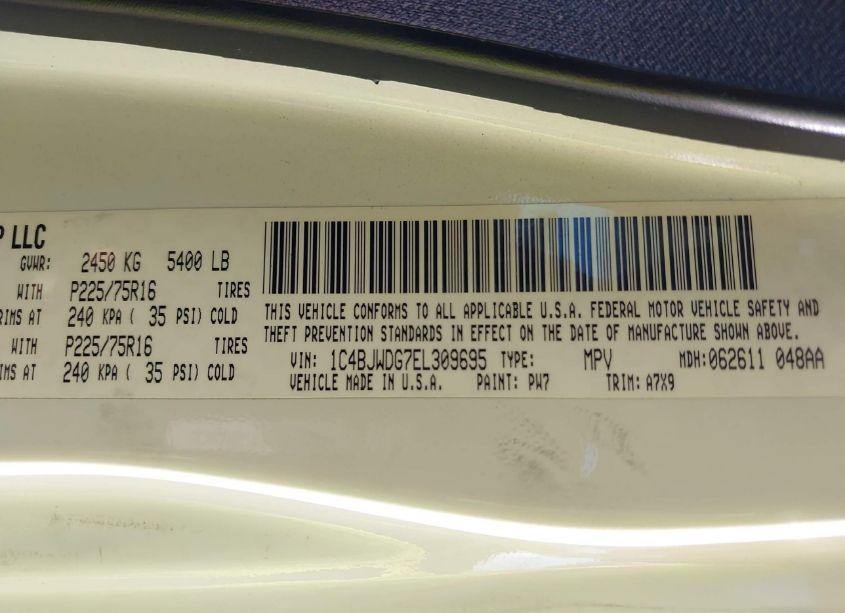 P LLC
GVWR: 2450 KG 5400 LB
WITH P225/75R16 TIRES
RIMS AT 240 KPA ( 35 PSI) COLD
WITH P225/75R16 TIRES
IMS AT 240 KPA ( 35 PSI) COLD
THIS VEHICLE CONFORMS TO ALL APPLICABLE U.S.A. FEDERAL MOTOR VEHICLE SAFETY AND
THEFT PREVENTION STANDARDS IN EFFECT ON THE DATE OF MANUFACTURE SHOWN ABOVE.
VIN: 1C4BJWDG7EL309695 TYPE: MPV MDH:062611 048AA
VEHICLE MADE IN U.S.A. PAINT: PW7 TRIM: A7X9